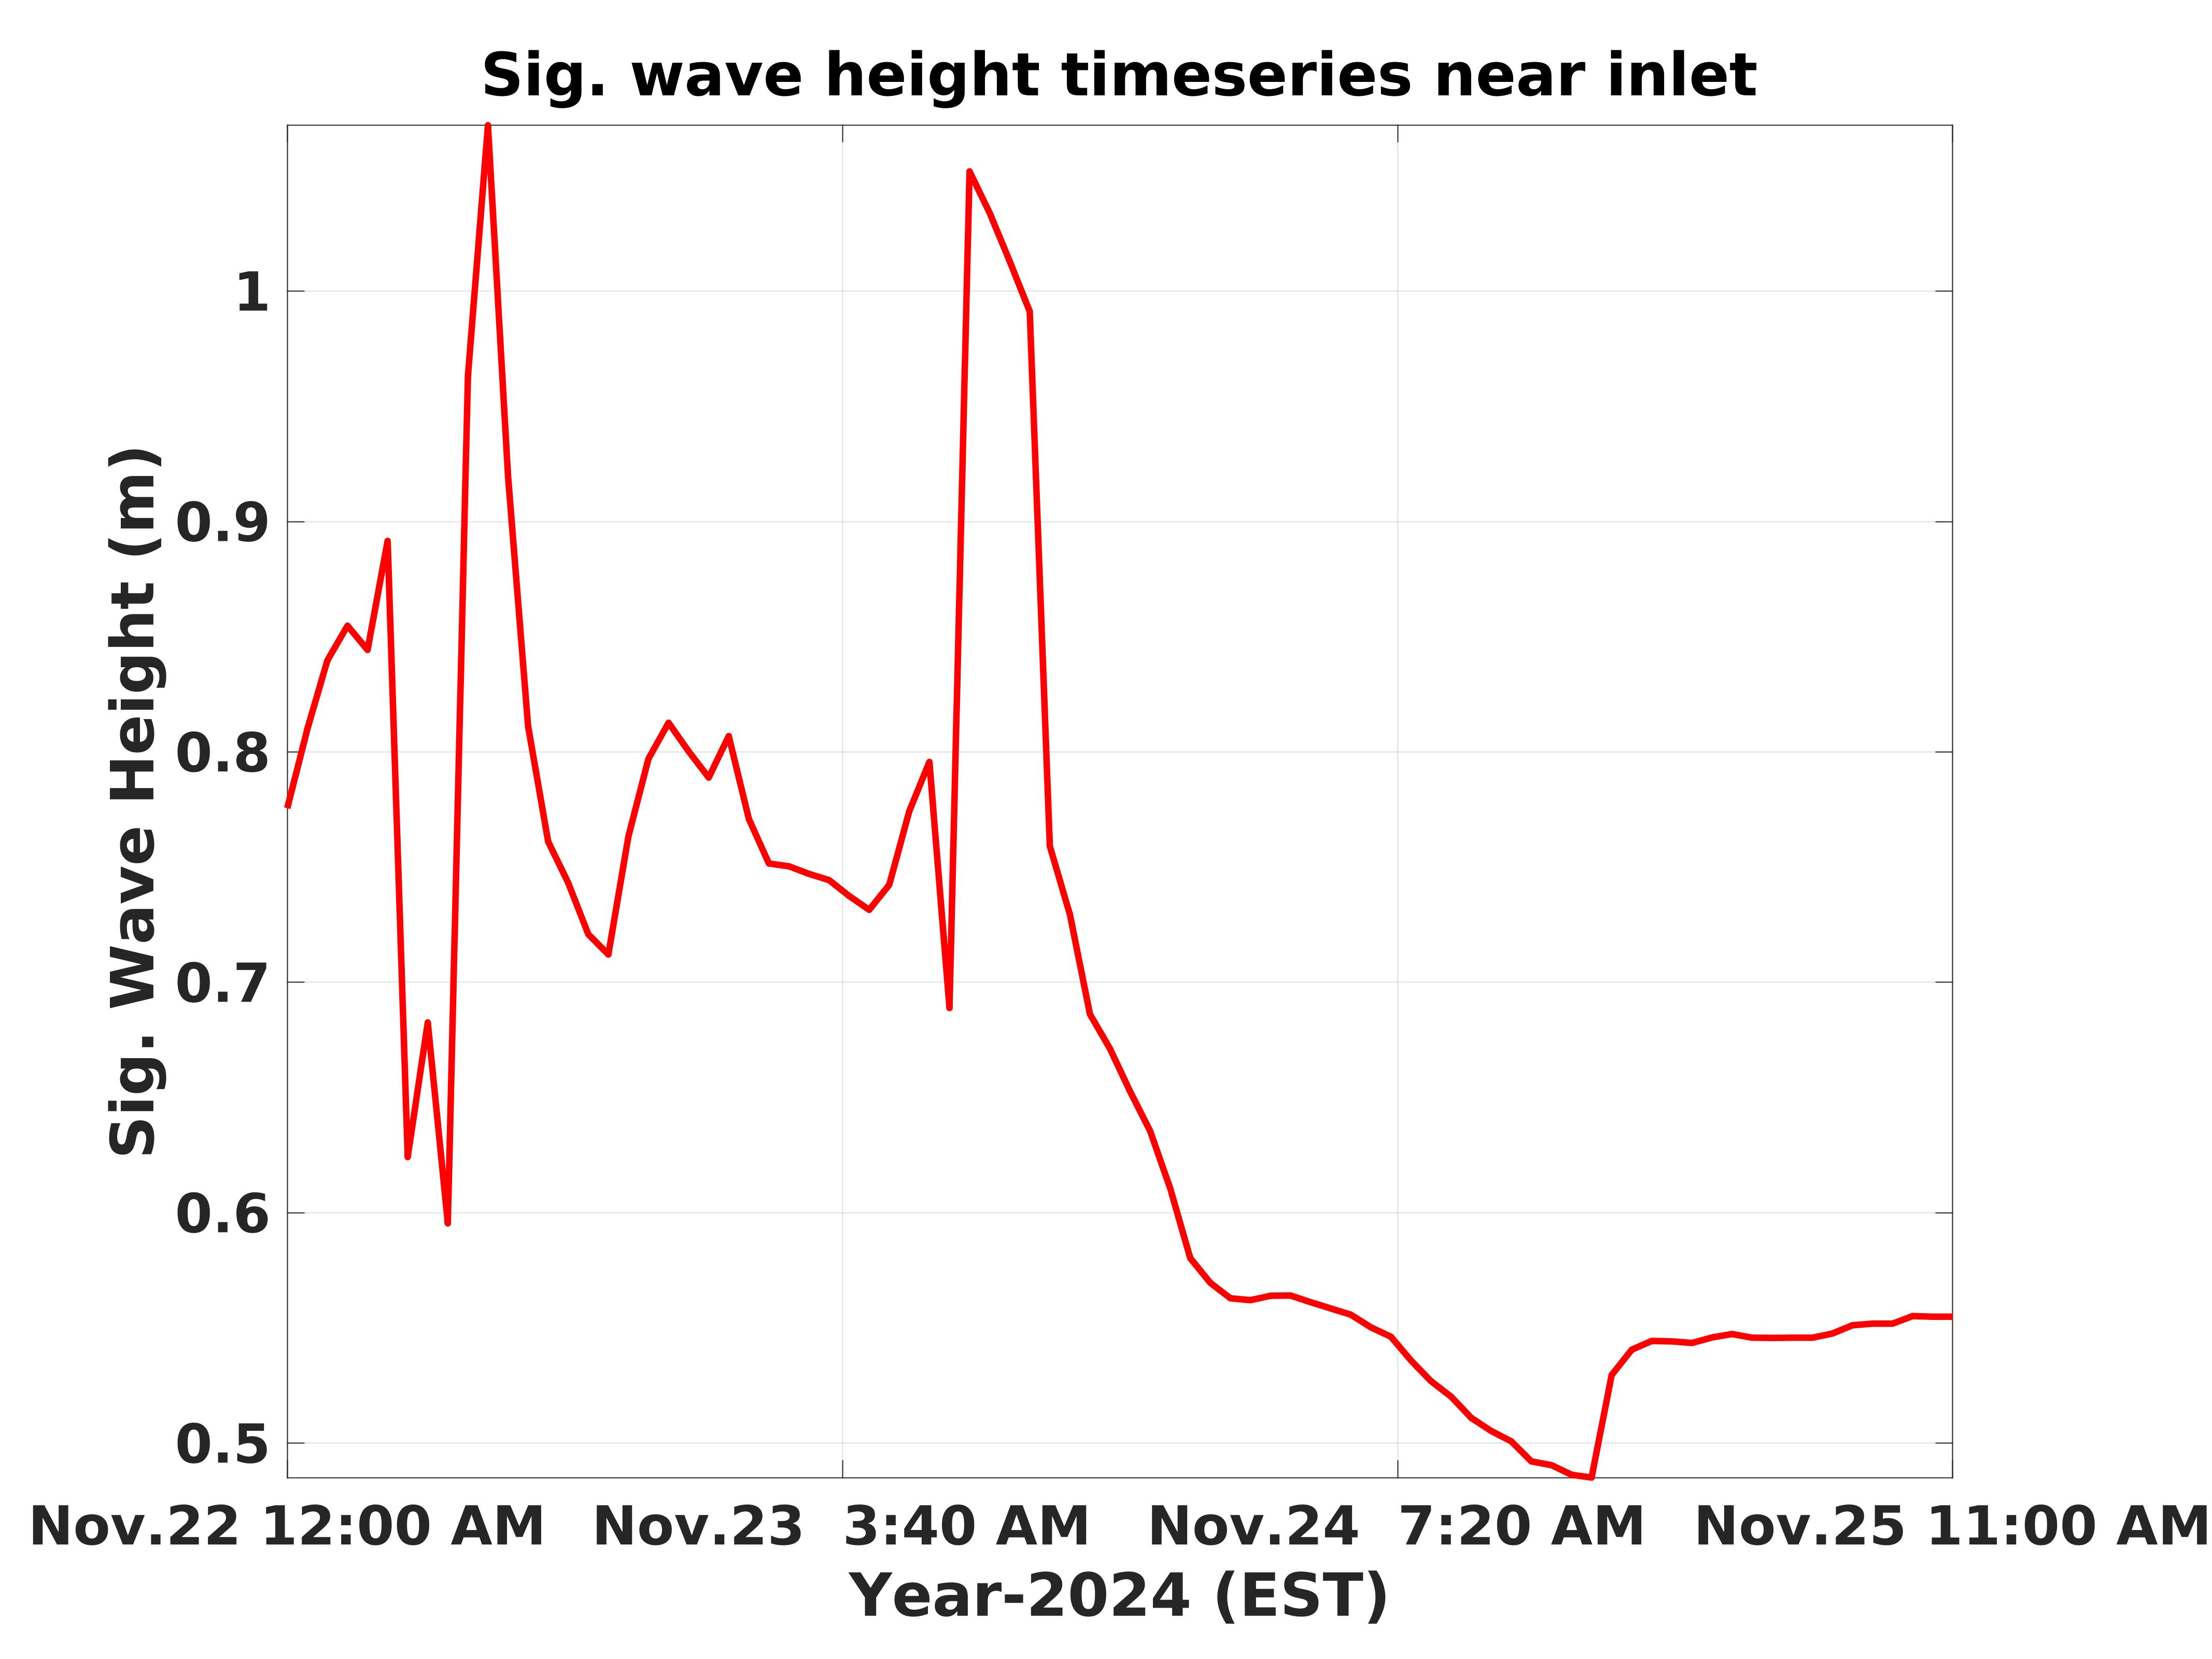 Sig. wave height timeseries near inlet
Sig. Wave Height (m)
1
0.9
0.8
0.7
0.6
0.5
Nov.22 12:00 AM Nov.23 3:40 AM Nov.24 7:20 AM Nov.25 11:00 AM
Year-2024 (EST)